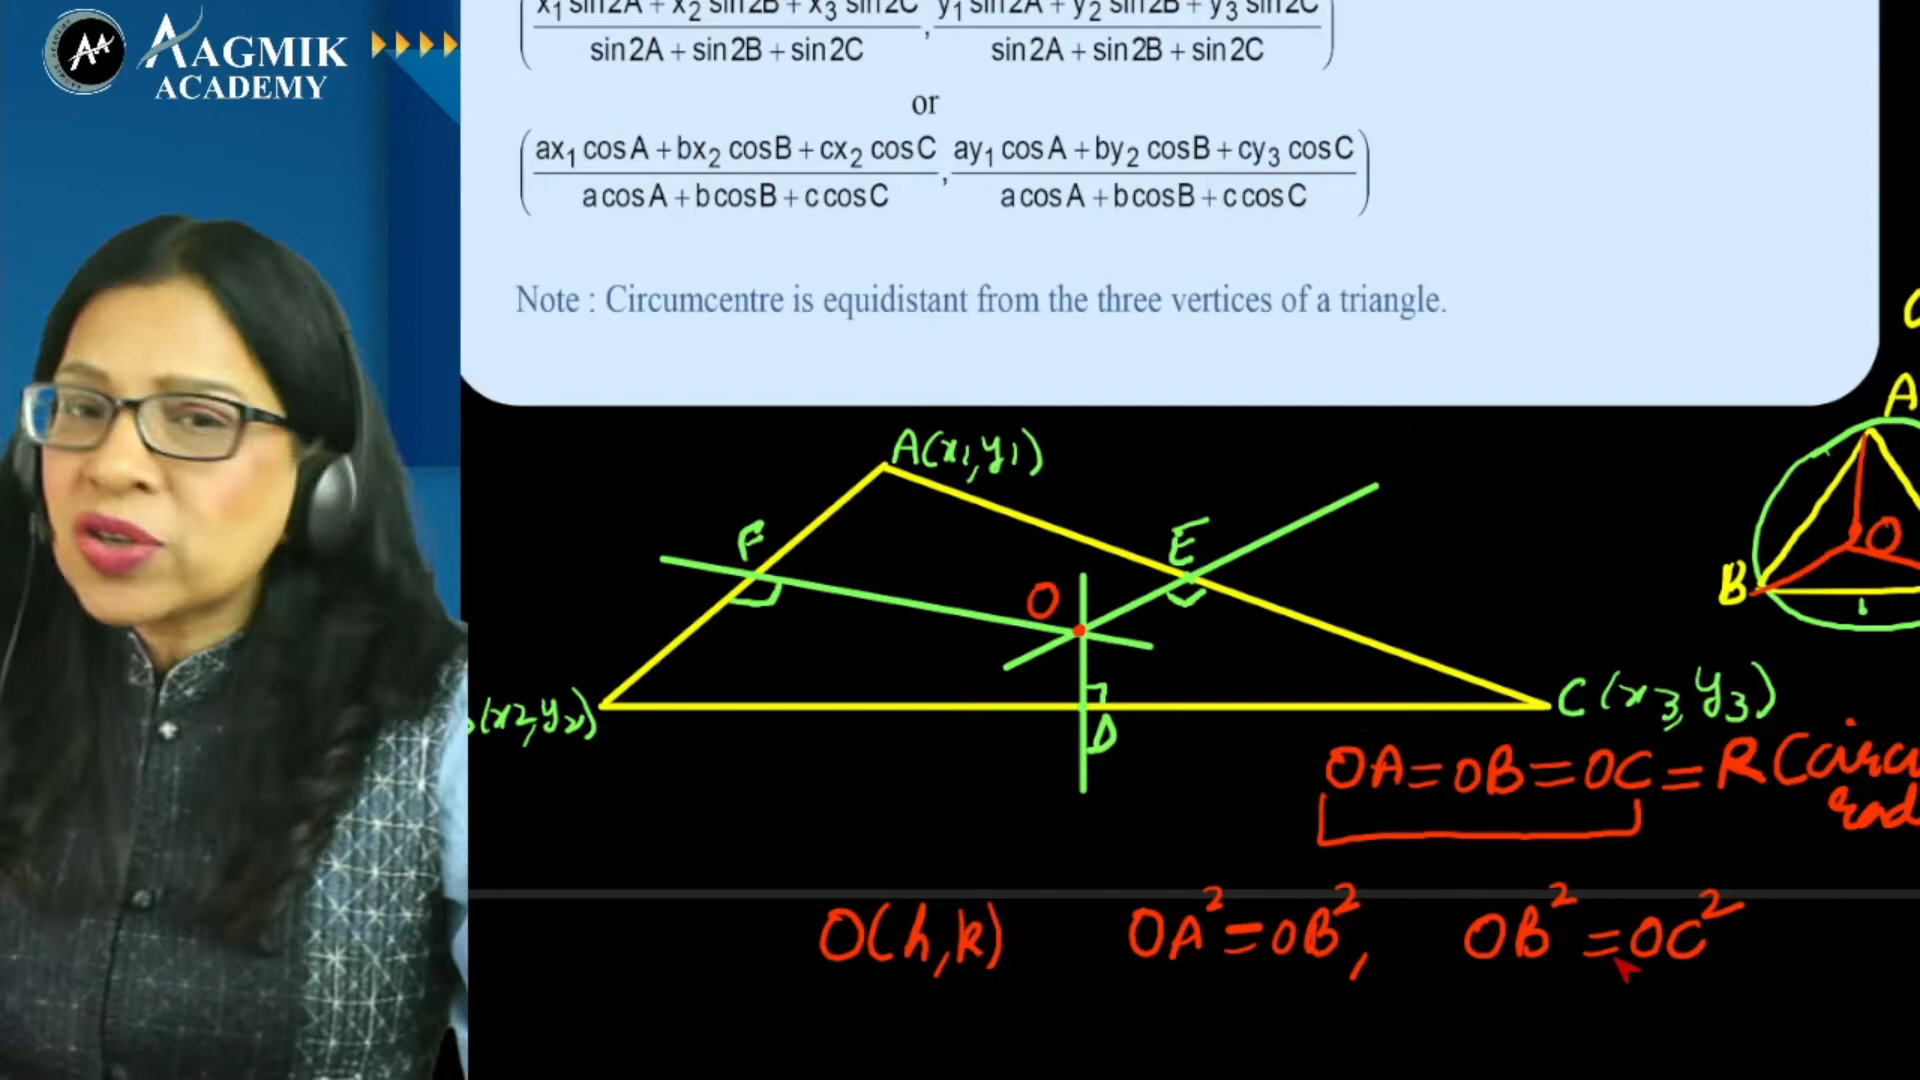 AAGMIK
ACADEMY
x₁ sin2A + x₂ sin2B + x₃ sin2C , y₁ sin2A + y₂ sin2B + y₃ sin2C
sin2A + sin2B + sin2C sin2A + sin2B + sin2C
or
ax₁ cosA + bx₂ cosB + cx₂ cosC , ay₁ cosA + by₂ cosB + cy₃ cosC
a cosA + b cosB + c cosC a cosA + b cosB + c cosC
Note : Circumcentre is equidistant from the three vertices of a triangle.
A(x₁,y₁)
A
F
E
O
O
B
(x₂,y₂)
C(x₃,y₃)
D
OA=OB=OC=R(
O(h,k) OA²=OB², OB²=OC²